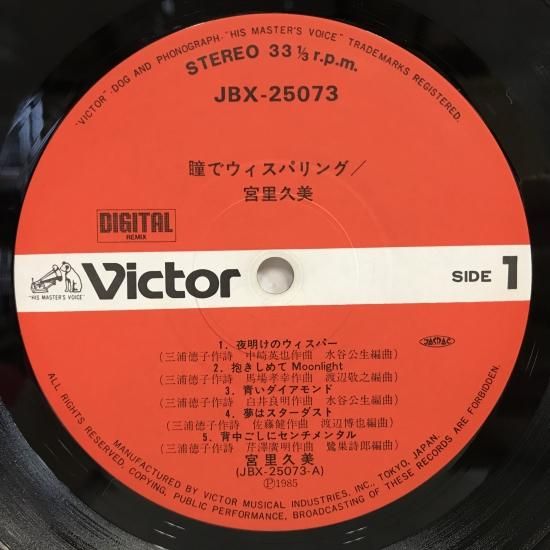 "VICTOR"·DOG AND PHONOGRAPH·"HIS MASTER'S VOICE" TRADEMARKS REGISTERED.
STEREO 33 ⅓ r.p.m.
JBX-25073
瞳でウィスパリング/
宮里久美
DIGITAL
REMIX
Victor
"HIS MASTER'S VOICE"
SIDE 1
JASRAC
1. 夜明けのウィスパー
(三浦徳子作詩 中崎英也作曲 水谷公生編曲)
2. 抱きしめて Moonlight
(三浦徳子作詩 馬場孝幸作曲 渡辺敬之編曲)
3. 青いダイアモンド
(三浦徳子作詩 白井良明作曲 水谷公生編曲)
4. 夢はスターダスト
(三浦徳子作詩 佐藤健作曲 渡辺博也編曲)
5. 背中ごしにセンチメンタル
(三浦徳子作詩 芹澤廣明作曲 鷺巣詩郎編曲)
宮里久美
(JBX-25073-A)
Ⓟ1985
MANUFACTURED BY VICTOR MUSICAL INDUSTRIES, INC., TOKYO, JAPAN.
ALL RIGHTS RESERVED. COPYING, PUBLIC PERFORMANCE, BROADCASTING OF THESE RECORDS ARE FORBIDDEN.